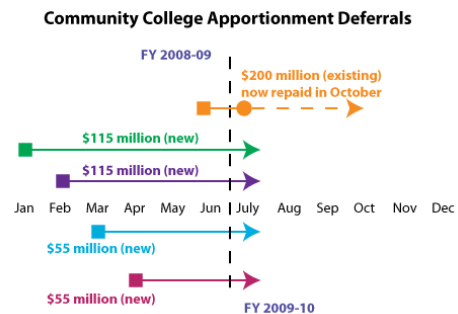 Community College Apportionment Deferrals
FY 2008-09
$200 million (existing)
now repaid in October
$115 million (new)
$115 million (new)
Jan Feb Mar Apr May Jun July Aug Sep Oct Nov Dec
$55 million (new)
$55 million (new)
FY 2009-10